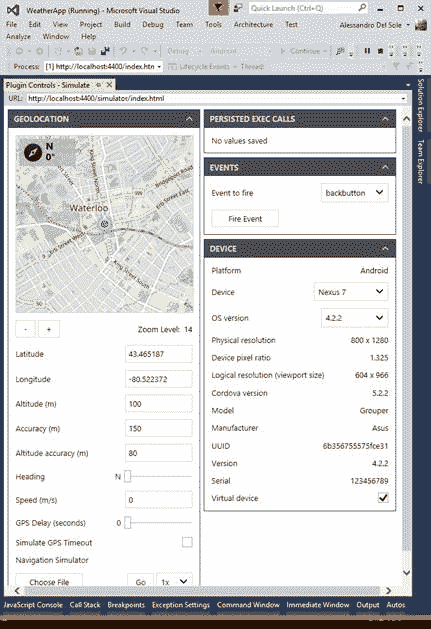 WeatherApp (Running) - Microsoft Visual Studio
Quick Launch (Ctrl+Q)
File Edit View Project Build Debug Team Tools Architecture Test
Alessandro Del Sole
Analyze Window Help
Debug Android Continue
Process: [1] http://localhost:4400/index.htn Lifecycle Events Thread:
Plugin Controls - Simulate
URL: http://localhost:4400/simulator/index.html
GEOLOCATION
N
0°
Waterloo
- + Zoom Level: 14
Latitude 43.465187
Longitude -80.522372
Altitude (m) 100
Accuracy (m) 150
Altitude accuracy (m) 80
Heading N
Speed (m/s) 0
GPS Delay (seconds) 0
Simulate GPS Timeout
Navigation Simulator
Choose File Go 1x
PERSISTED EXEC CALLS
No values saved
EVENTS
Event to fire backbutton
Fire Event
DEVICE
Platform Android
Device Nexus 7
OS version 4.2.2
Physical resolution 800 x 1280
Device pixel ratio 1.325
Logical resolution (viewport size) 604 x 966
Cordova version 5.2.2
Model Grouper
Manufacturer Asus
UUID 6b356755575fce31
Version 4.2.2
Serial 123456789
Virtual device
Solution Explorer
Team Explorer
JavaScript Console Call Stack Breakpoints Exception Settings Command Window Immediate Window Output Autos